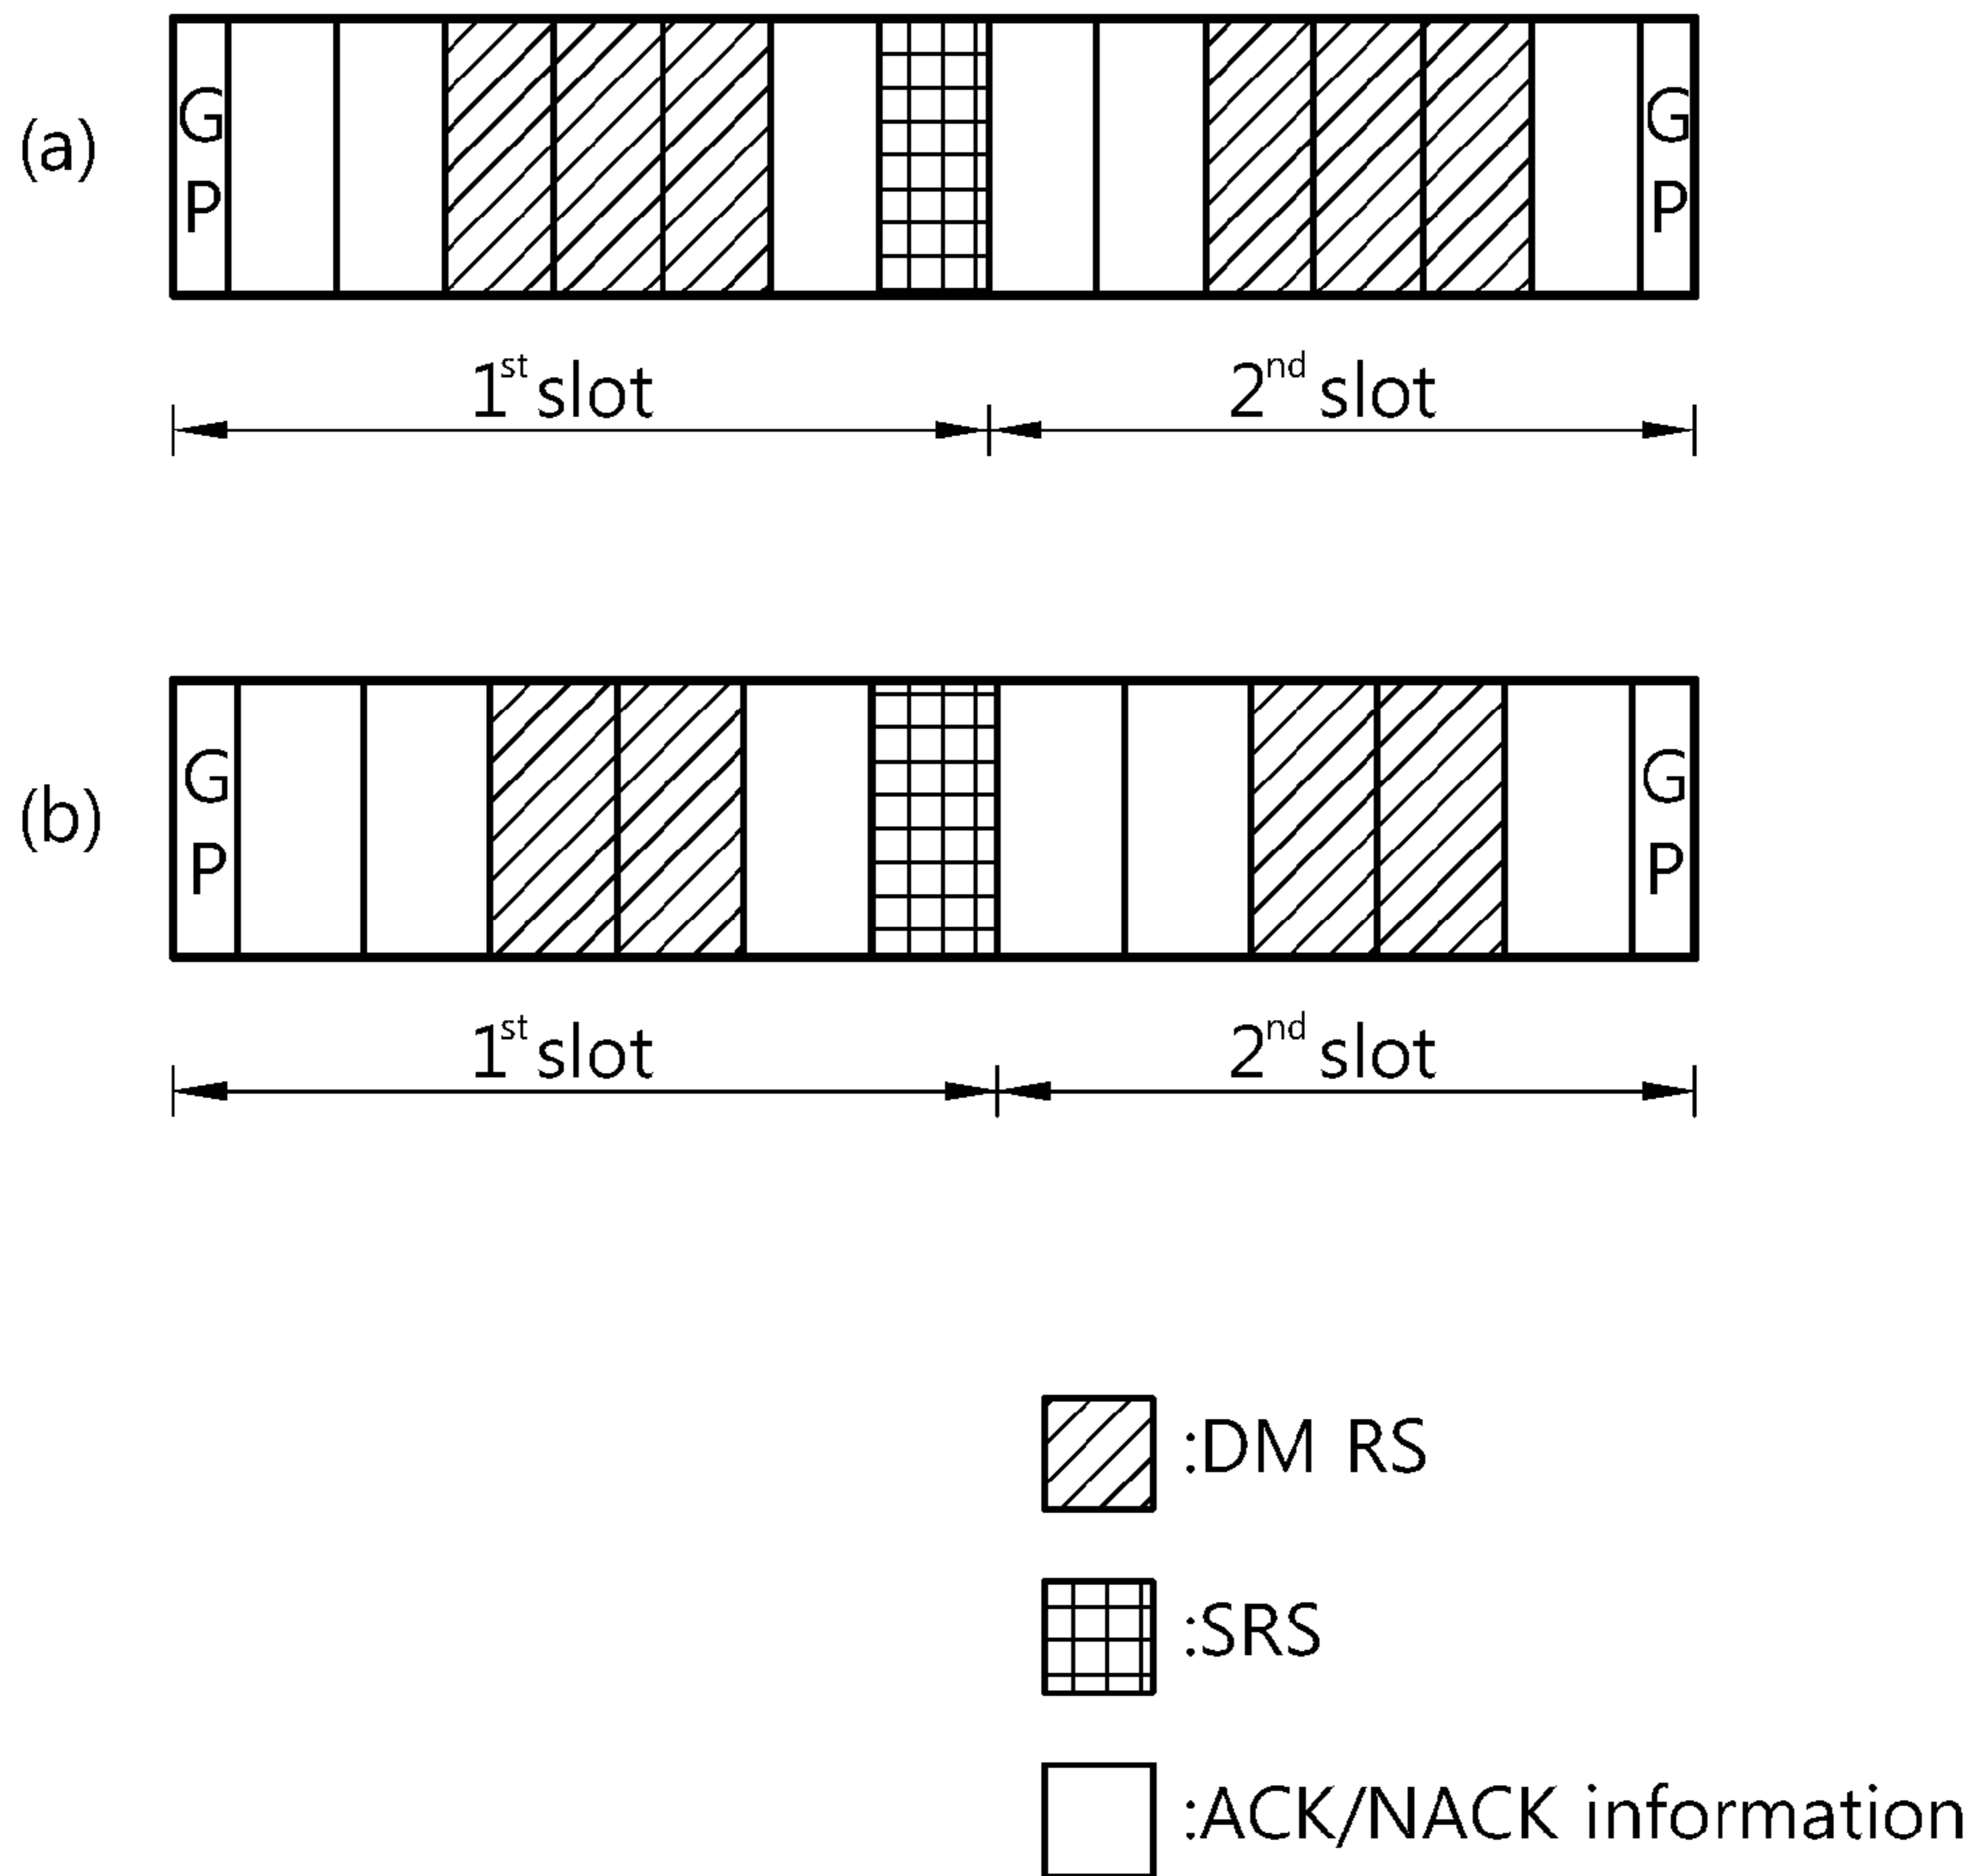 (a)
G
P
G
P
1st slot
2nd slot
(b)
G
P
G
P
1st slot
2nd slot
:DM RS
:SRS
:ACK/NACK information